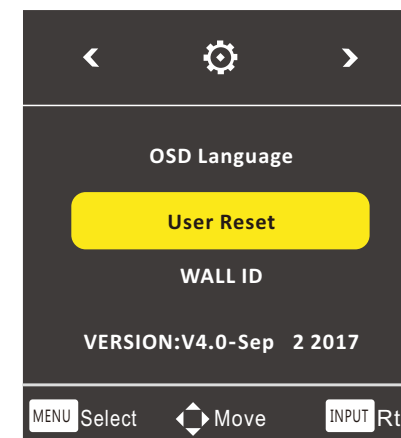 OSD Language
User Reset
WALL ID
VERSION:V4.0-Sep 2 2017
MENU Select Move INPUT Rt